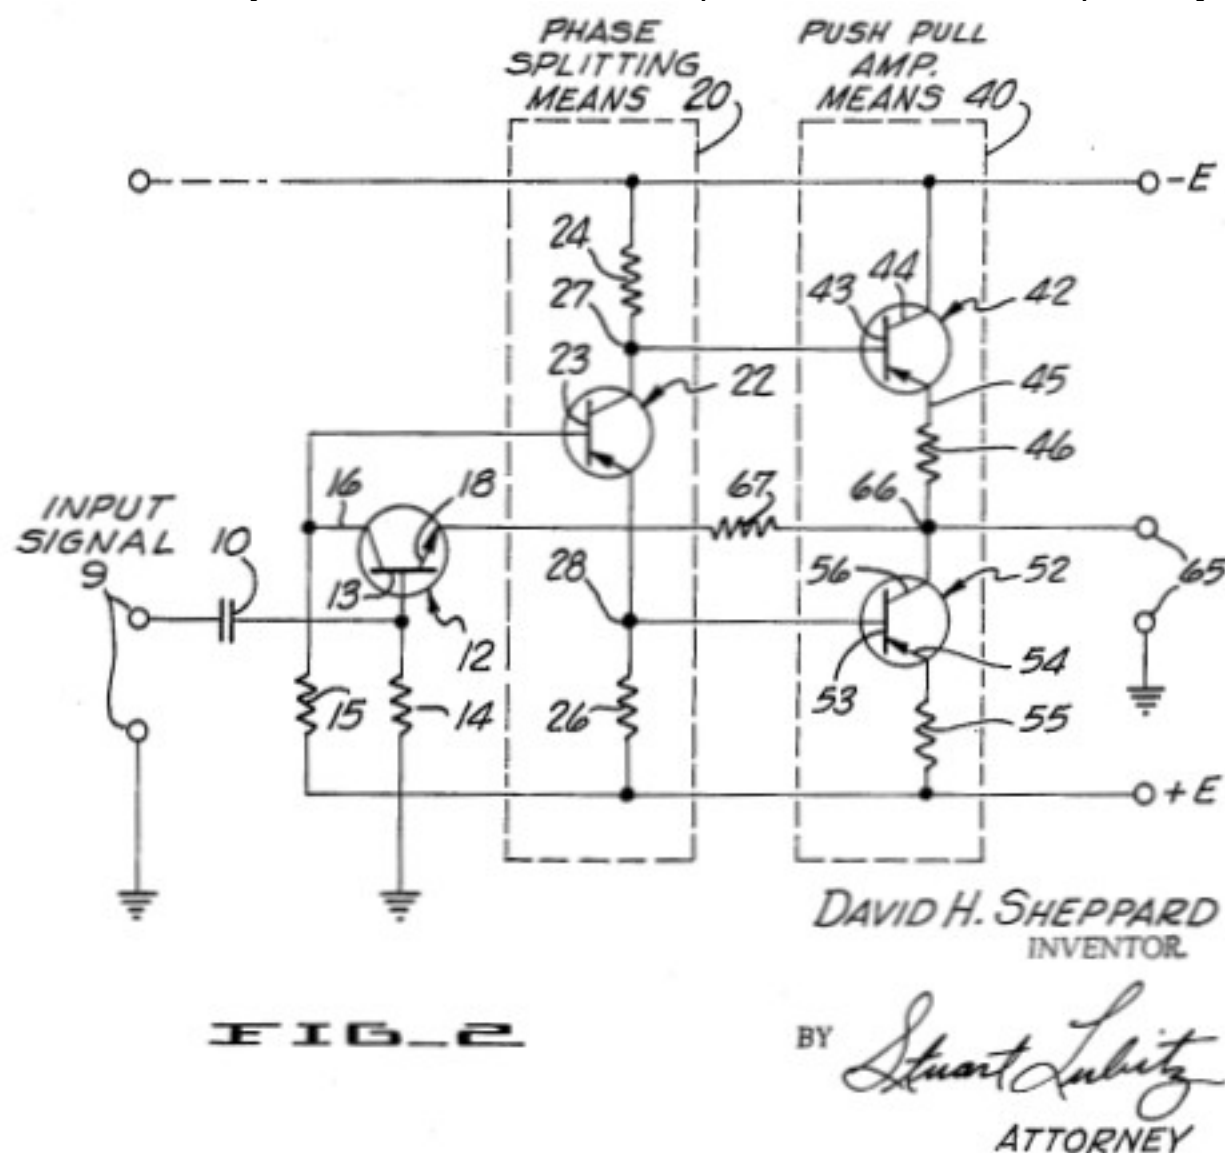 PHASE
SPLITTING
MEANS 20
PUSH PULL
AMP.
MEANS 40
-E
24
27
23
22
43
44
42
45
46
INPUT
SIGNAL
9
10
16
18
13
12
15
14
67
66
28
26
56
52
53
54
55
65
+E
DAVID H. SHEPPARD
INVENTOR.
FIG_2
BY
Stuart Lubitz
ATTORNEY